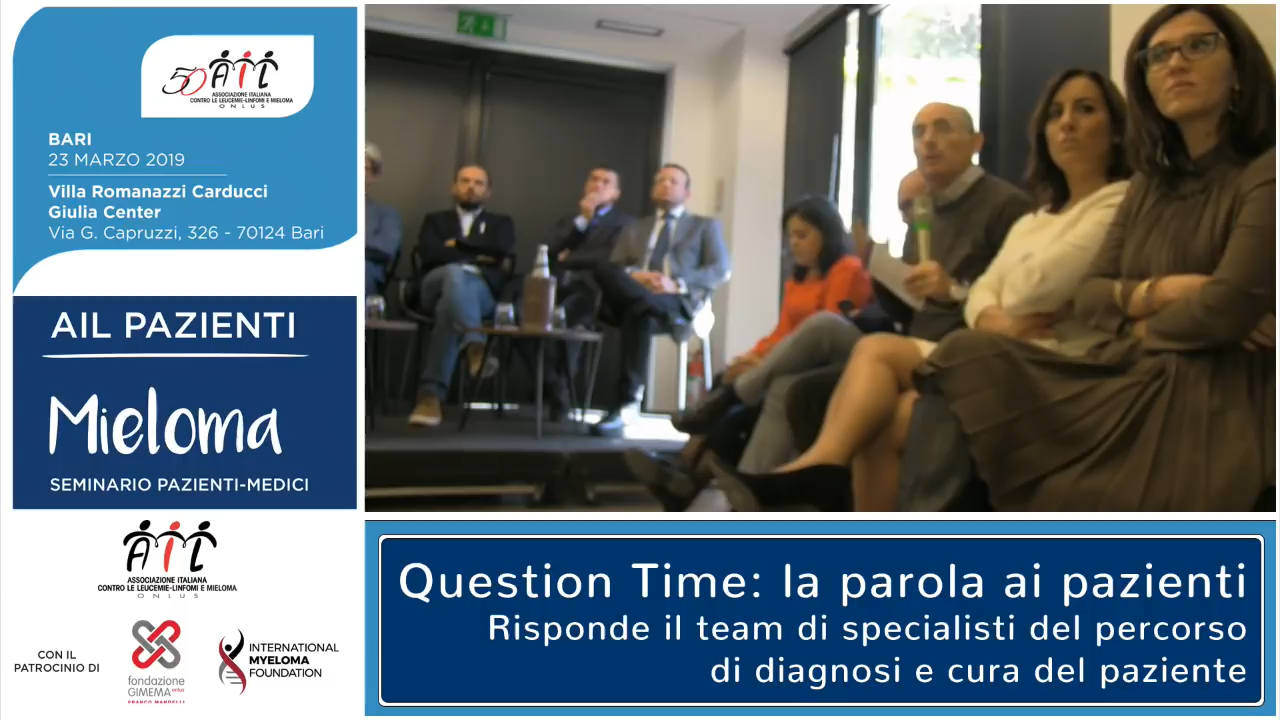 50 AIL
ASSOCIAZIONE ITALIANA
CONTRO LE LEUCEMIE-LINFOMI E MIELOMA
ONLUS
BARI
23 MARZO 2019
Villa Romanazzi Carducci
Giulia Center
Via G. Capruzzi, 326 - 70124 Bari
AIL PAZIENTI
Mieloma
SEMINARIO PAZIENTI-MEDICI
AIL
ASSOCIAZIONE ITALIANA
CONTRO LE LEUCEMIE-LINFOMI E MIELOMA
ONLUS
CON IL
PATROCINIO DI
fondazione
GIMEMA onlus
FRANCO MANDELLI
INTERNATIONAL
MYELOMA
FOUNDATION
Question Time: la parola ai pazienti
Risponde il team di specialisti del percorso
di diagnosi e cura del paziente